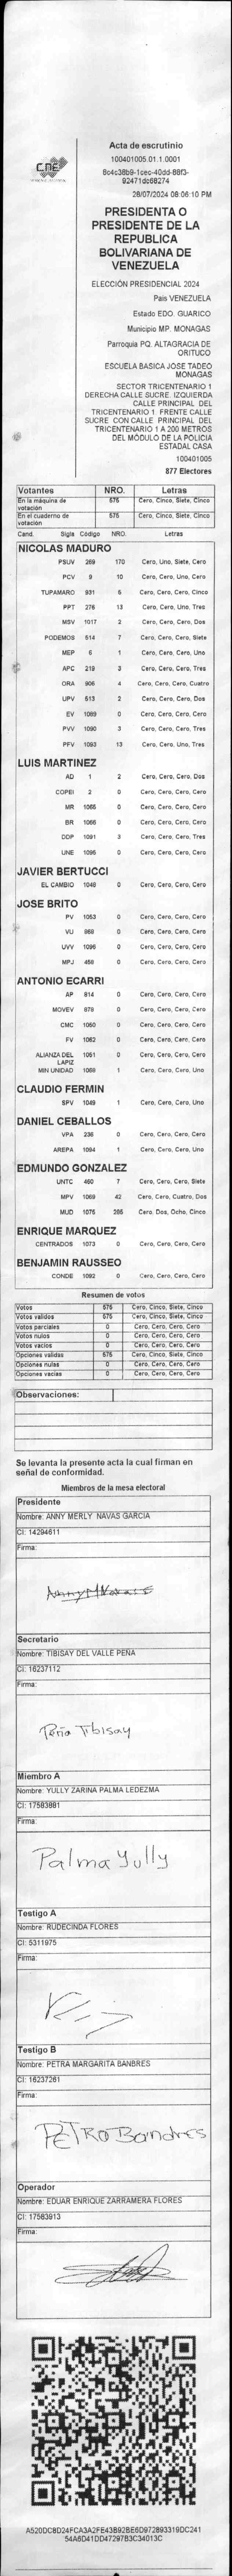 CNE
Acta de escrutinio
100401005.01.1.0001
92471dc68274
28/07/2024 08:06:10 PM
PRESIDENTA O
PRESIDENTE DE LA
REPUBLICA
BOLIVARIANA DE
VENEZUELA
ELECCIÓN PRESIDENCIAL 2024
Pais VENEZUELA
Estado EDO. GUARICO
Municipio MP. MONAGAS
Parroquia PQ. ALTAGRACIA DE
ORITUCO
ESCUELA BASICA JOSE TADEO
MONAGAS
SECTOR TRICENTENARIO 1
DERECHA CALLE SUCRE. IZQUIERDA
CALLE PRINCIPAL DEL
TRICENTENARIO 1 FRENTE CALLE
SUCRE CON CALLE PRINCIPAL DEL
TRICENTENARIO 1 A 200 METROS
DEL MÓDULO DE LA POLICIA
ESTADAL CASA
100401005
877 Electores
Votantes NRO. Letras
En la máquina de votación 575 Cero, Cinco, Siete, Cinco
En el cuaderno de votación 575 Cero, Cinco, Siete, Cinco
Cand. Sigla Código NRO. Letras
NICOLAS MADURO
PSUV 269 170 Cero, Uno, Siete, Cero
PCV 9 10 Cero, Cero, Uno, Cero
TUPAMARO 931 5 Cero, Cero, Cero, Cinco
PPT 276 13 Cero, Cero, Uno, Tres
MSV 1017 2 Cero, Cero, Cero, Dos
PODEMOS 514 7 Cero, Cero, Cero, Siete
MEP 6 1 Cero, Cero, Cero, Uno
APC 219 3 Cero, Cero, Cero, Tres
ORA 906 4 Cero, Cero, Cero, Cuatro
UPV 513 2 Cero, Cero, Cero, Dos
EV 1089 0 Cero, Cero, Cero, Cero
PVV 1090 3 Cero, Cero, Cero, Tres
PFV 1093 13 Cero, Cero, Uno, Tres
LUIS MARTINEZ
AD 1 2 Cero, Cero, Cero, Dos
COPEI 2 0 Cero, Cero, Cero, Cero
MR 1065 0 Cero, Cero, Cero, Cero
BR 1066 0 Cero, Cero, Cero, Cero
DDP 1091 3 Cero, Cero, Cero, Tres
UNE 1095 0 Cero, Cero, Cero, Cero
JAVIER BERTUCCI
EL CAMBIO 1048 0 Cero, Cero, Cero, Cero
JOSE BRITO
PV 1053 0 Cero, Cero, Cero, Cero
VU 968 0 Cero, Cero, Cero, Cero
UVV 1096 0 Cero, Cero, Cero, Cero
MPJ 458 0 Cero, Cero, Cero, Cero
ANTONIO ECARRI
AP 814 0 Cero, Cero, Cero, Cero
MOVEV 979 0 Cero, Cero, Cero, Cero
CMC 1050 0 Cero, Cero, Cero, Cero
FV 1062 0 Cero, Cero, Cero, Cero
ALIANZA DEL LAPIZ 1051 0 Cero, Cero, Cero, Cero
MIN UNIDAD 1058 1 Cero, Cero, Cero, Uno
CLAUDIO FERMIN
SPV 1049 1 Cero, Cero, Cero, Uno
DANIEL CEBALLOS
VPA 236 0 Cero, Cero, Cero, Cero
AREPA 1094 1 Cero, Cero, Cero, Uno
EDMUNDO GONZALEZ
UNTC 460 7 Cero, Cero, Cero, Siete
MPV 1069 42 Cero, Cero, Cuatro, Dos
MUD 1075 285 Cero, Dos, Ocho, Cinco
ENRIQUE MARQUEZ
CENTRADOS 1073 0 Cero, Cero, Cero, Cero
BENJAMIN RAUSSEO
CONDE 1092 0 Cero, Cero, Cero, Cero
Resumen de votos
Votos 575 Cero, Cinco, Siete, Cinco
Votos validos 575 Cero, Cinco, Siete, Cinco
Votos parciales 0 Cero, Cero, Cero, Cero
Votos nulos 0 Cero, Cero, Cero, Cero
Votos vacios 0 Cero, Cero, Cero, Cero
Opciones validas 575 Cero, Cinco, Siete, Cinco
Opciones nulas 0 Cero, Cero, Cero, Cero
Opciones vacias 0 Cero, Cero, Cero, Cero
Observaciones:
Se levanta la presente acta la cual firman en
señal de conformidad.
Miembros de la mesa electoral
Presidente
Nombre: ANNY MERLY NAVAS GARCIA
CI: 14294611
Firma:
Secretario
Nombre: TIBISAY DEL VALLE PEÑA
CI: 16237112
Firma:
Peña Tibisay
Miembro A
Nombre: YULLY ZARINA PALMA LEDEZMA
CI: 17583881
Firma:
Palma Yully
Testigo A
Nombre: RUDECINDA FLORES
CI: 5311975
Firma:
Testigo B
Nombre: PETRA MARGARITA BANBRES
CI: 16237261
Firma:
PETRO Bandres
Operador
Nombre: EDUAR ENRIQUE ZARRAMERA FLORES
CI: 17583913
Firma:
A520DC8D24FCA3A2FE43B92BE6D972893319DC241
54A6D41DD47297B3C34013C